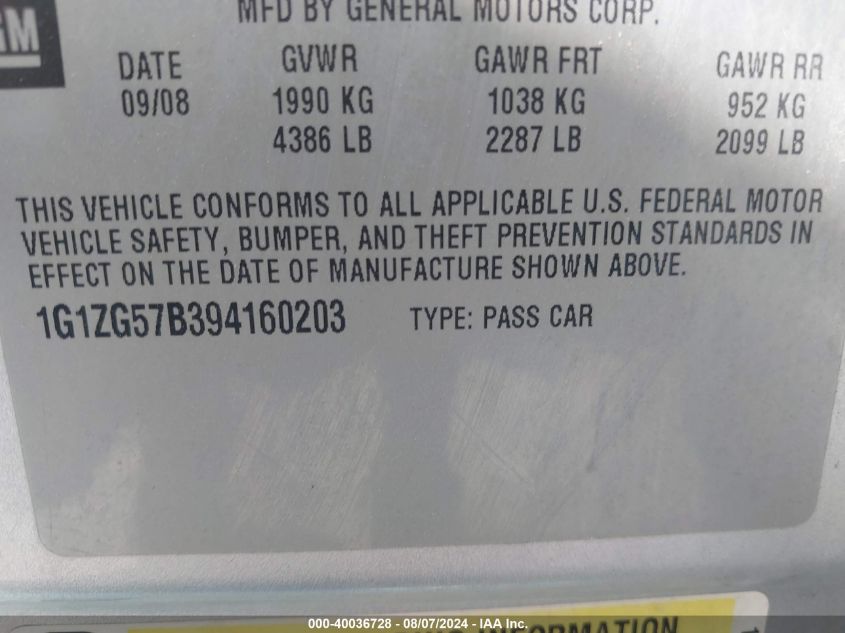 MFD BY GENERAL MOTORS CORP.
GM
DATE GVWR GAWR FRT GAWR RR
09/08 1990 KG 1038 KG 952 KG
4386 LB 2287 LB 2099 LB
THIS VEHICLE CONFORMS TO ALL APPLICABLE U.S. FEDERAL MOTOR
VEHICLE SAFETY, BUMPER, AND THEFT PREVENTION STANDARDS IN
EFFECT ON THE DATE OF MANUFACTURE SHOWN ABOVE.
1G1ZG57B394160203 TYPE: PASS CAR
000-40036728 - 08/07/2024 - IAA Inc.
INFORMATION